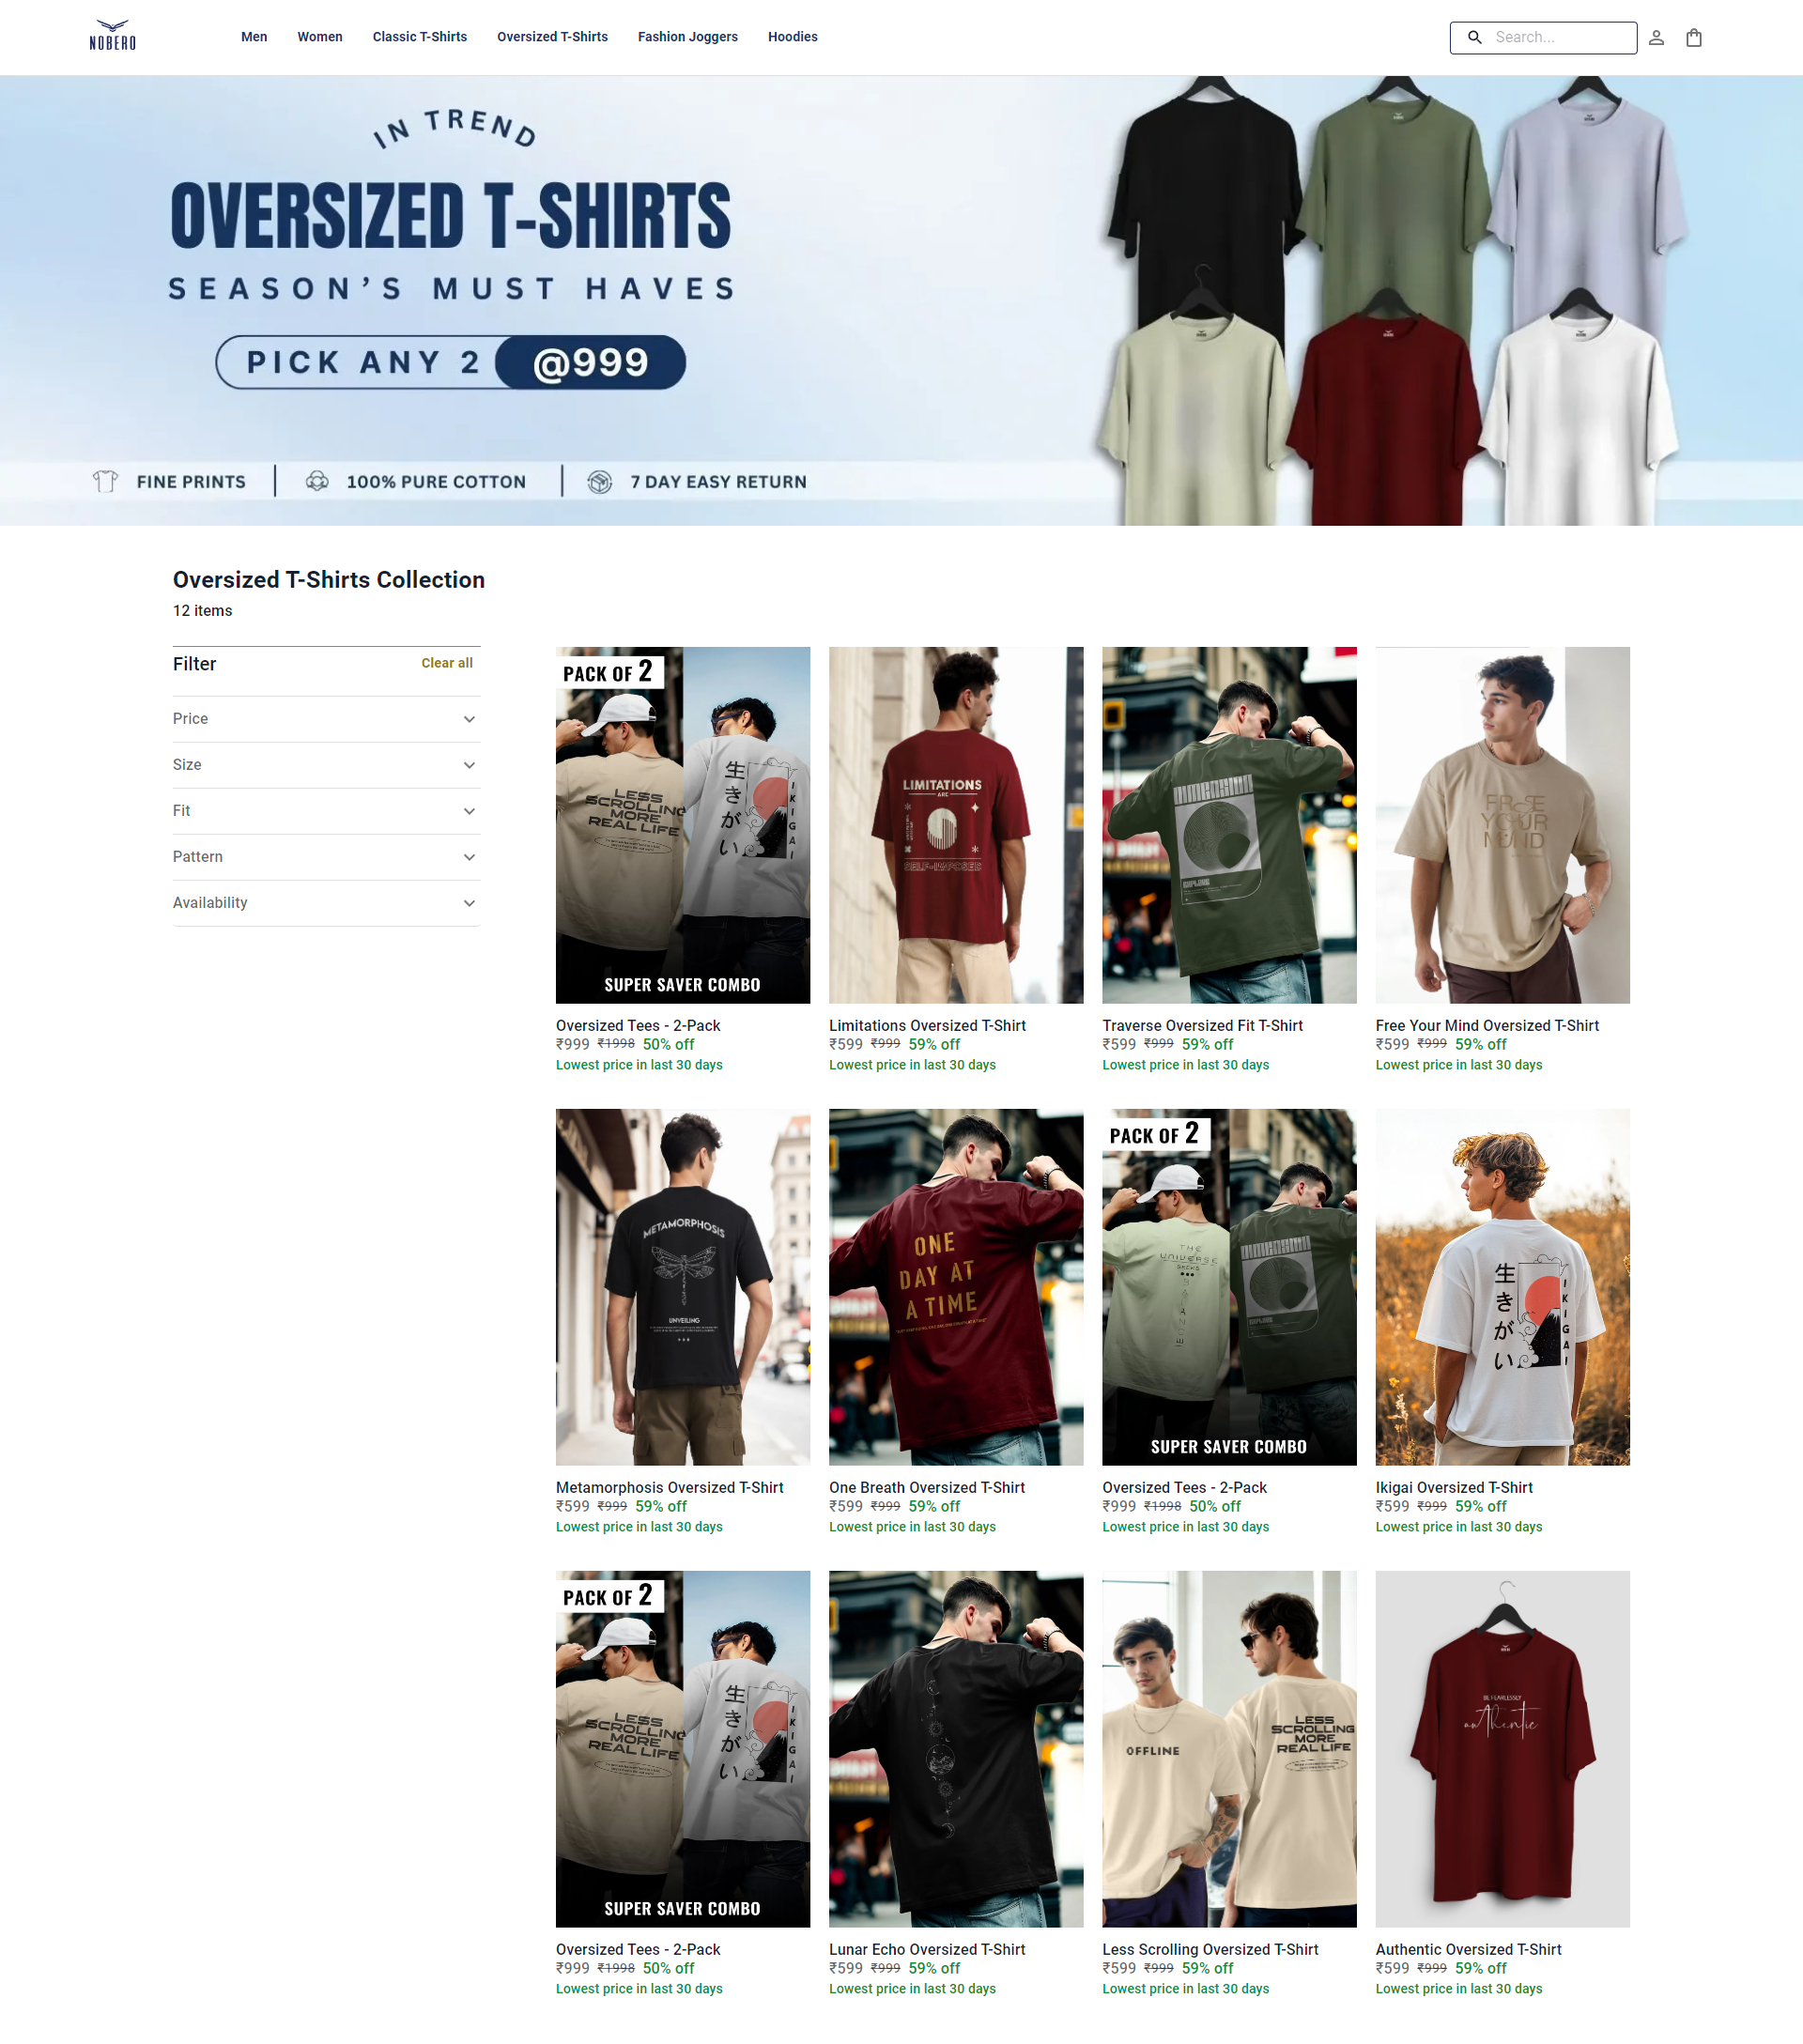 NOBERO
Men Women Classic T-Shirts Oversized T-Shirts Fashion Joggers Hoodies
Search...
IN TREND
OVERSIZED T-SHIRTS
SEASON'S MUST HAVES
PICK ANY 2 @999
FINE PRINTS | 100% PURE COTTON | 7 DAY EASY RETURN
Oversized T-Shirts Collection
12 items
Filter Clear all
Price
Size
Fit
Pattern
Availability
PACK OF 2
LESS
SCROLLING
MORE
REAL LIFE
生きがい
IKIGAI
SUPER SAVER COMBO
Oversized Tees - 2-Pack
₹999 ₹1998 50% off
Lowest price in last 30 days
LIMITATIONS
ARE
SELF-IMPOSED
Limitations Oversized T-Shirt
₹599 ₹999 59% off
Lowest price in last 30 days
DIMENSION
EXPLORE
Traverse Oversized Fit T-Shirt
₹599 ₹999 59% off
Lowest price in last 30 days
FREE
YOUR
MIND
Free Your Mind Oversized T-Shirt
₹599 ₹999 59% off
Lowest price in last 30 days
METAMORPHOSIS
UNVEILING
Metamorphosis Oversized T-Shirt
₹599 ₹999 59% off
Lowest price in last 30 days
ONE
DAY AT
A TIME
One Breath Oversized T-Shirt
₹599 ₹999 59% off
Lowest price in last 30 days
PACK OF 2
THE
UNIVERSE
DIMENSION
EXPLORE
SUPER SAVER COMBO
Oversized Tees - 2-Pack
₹999 ₹1998 50% off
Lowest price in last 30 days
生きがい
IKIGAI
Ikigai Oversized T-Shirt
₹599 ₹999 59% off
Lowest price in last 30 days
PACK OF 2
LESS
SCROLLING
MORE
REAL LIFE
生きがい
IKIGAI
SUPER SAVER COMBO
Oversized Tees - 2-Pack
₹999 ₹1998 50% off
Lowest price in last 30 days
Lunar Echo Oversized T-Shirt
₹599 ₹999 59% off
Lowest price in last 30 days
OFFLINE
LESS
SCROLLING
MORE
REAL LIFE
Less Scrolling Oversized T-Shirt
₹599 ₹999 59% off
Lowest price in last 30 days
BE FEARLESSLY
authentic
Authentic Oversized T-Shirt
₹599 ₹999 59% off
Lowest price in last 30 days